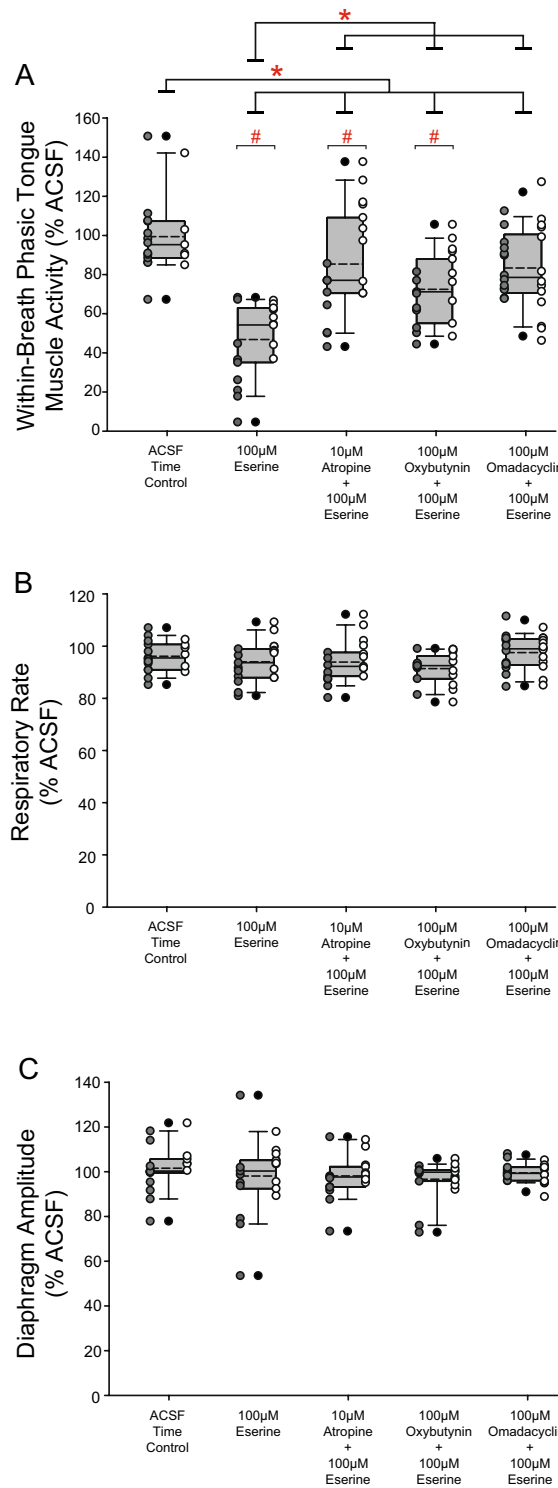 *
A
*
Within-Breath Phasic Tongue
Muscle Activity (% ACSF)
160
140
120
100
80
60
40
20
0
#
#
#
ACSF
Time
Control
100µM
Eserine
10µM
Atropine
+
100µM
Eserine
100µM
Oxybutynin
+
100µM
Eserine
100µM
Omadacyclin
+
100µM
Eserine
B
Respiratory Rate
(% ACSF)
120
100
80
60
40
20
0
ACSF
Time
Control
100µM
Eserine
10µM
Atropine
+
100µM
Eserine
100µM
Oxybutynin
+
100µM
Eserine
100µM
Omadacyclin
+
100µM
Eserine
C
Diaphragm Amplitude
(% ACSF)
140
120
100
80
60
40
20
0
ACSF
Time
Control
100µM
Eserine
10µM
Atropine
+
100µM
Eserine
100µM
Oxybutynin
+
100µM
Eserine
100µM
Omadacyclin
+
100µM
Eserine